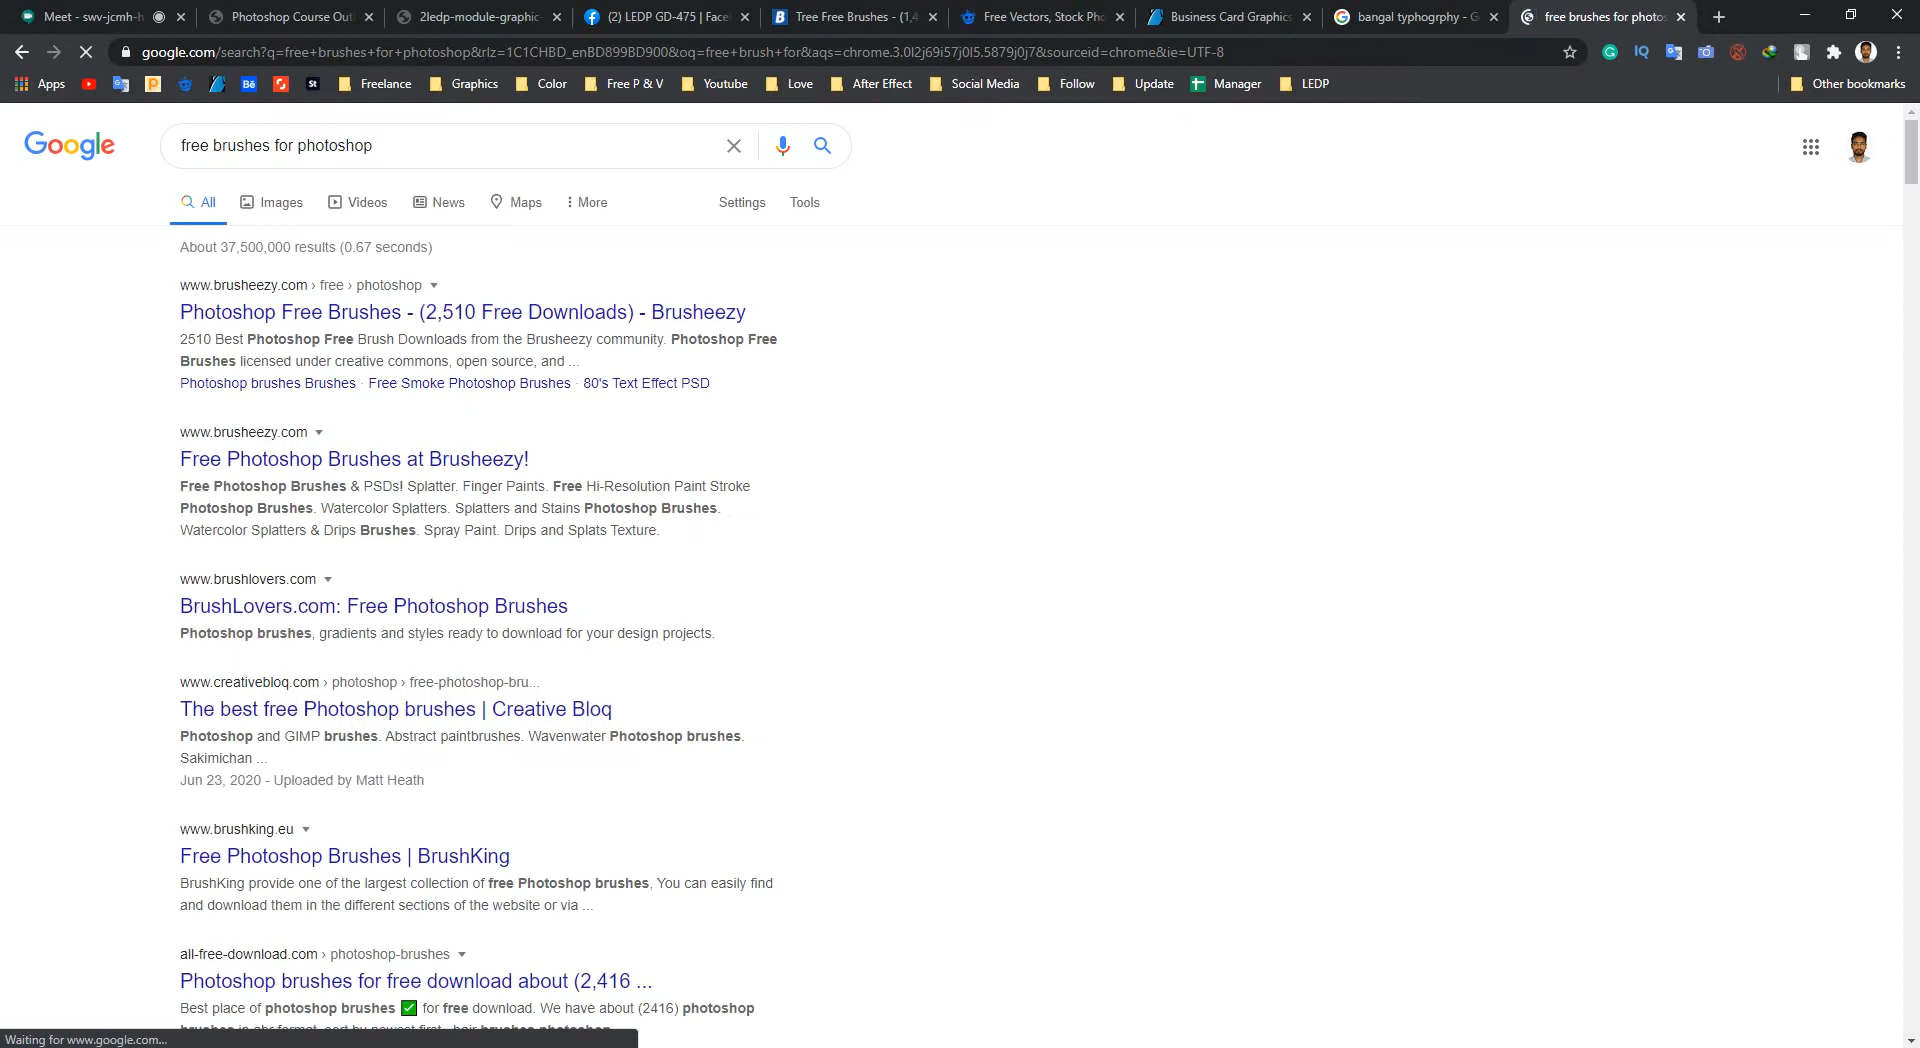 Meet - swv-jcmh-h
Photoshop Course Out
2ledp-module-graphic-
(2) LEDP GD-475 | Face
Tree Free Brushes - (1,4
Free Vectors, Stock Pho
Business Card Graphics
bangal typhogrphy - G
free brushes for photos
google.com/search?q=free+brushes+for+photoshop&rlz=1C1CHBD_enBD899BD900&oq=free+brush+for&aqs=chrome.3.0l2j69i57j0l5.5879j0j7&sourceid=chrome&ie=UTF-8
Apps
Freelance
Graphics
Color
Free P & V
Youtube
Love
After Effect
Social Media
Follow
Update
Manager
LEDP
Other bookmarks
Google
free brushes for photoshop
All
Images
Videos
News
Maps
More
Settings
Tools
About 37,500,000 results (0.67 seconds)
www.brusheezy.com › free › photoshop
Photoshop Free Brushes - (2,510 Free Downloads) - Brusheezy
2510 Best Photoshop Free Brush Downloads from the Brusheezy community. Photoshop Free
Brushes licensed under creative commons, open source, and ...
Photoshop brushes Brushes · Free Smoke Photoshop Brushes · 80's Text Effect PSD
www.brusheezy.com
Free Photoshop Brushes at Brusheezy!
Free Photoshop Brushes & PSDs! Splatter. Finger Paints. Free Hi-Resolution Paint Stroke
Photoshop Brushes. Watercolor Splatters. Splatters and Stains Photoshop Brushes.
Watercolor Splatters & Drips Brushes. Spray Paint. Drips and Splats Texture.
www.brushlovers.com
BrushLovers.com: Free Photoshop Brushes
Photoshop brushes, gradients and styles ready to download for your design projects.
www.creativebloq.com › photoshop › free-photoshop-bru...
The best free Photoshop brushes | Creative Bloq
Photoshop and GIMP brushes. Abstract paintbrushes. Wavenwater Photoshop brushes.
Sakimichan ...
Jun 23, 2020 - Uploaded by Matt Heath
www.brushking.eu
Free Photoshop Brushes | BrushKing
BrushKing provide one of the largest collection of free Photoshop brushes, You can easily find
and download them in the different sections of the website or via ...
all-free-download.com › photoshop-brushes
Photoshop brushes for free download about (2,416 ...
Best place of photoshop brushes ✅ for free download. We have about (2416) photoshop
brushes in abr format, sort by newest first, hair brushes photoshop
Waiting for www.google.com...